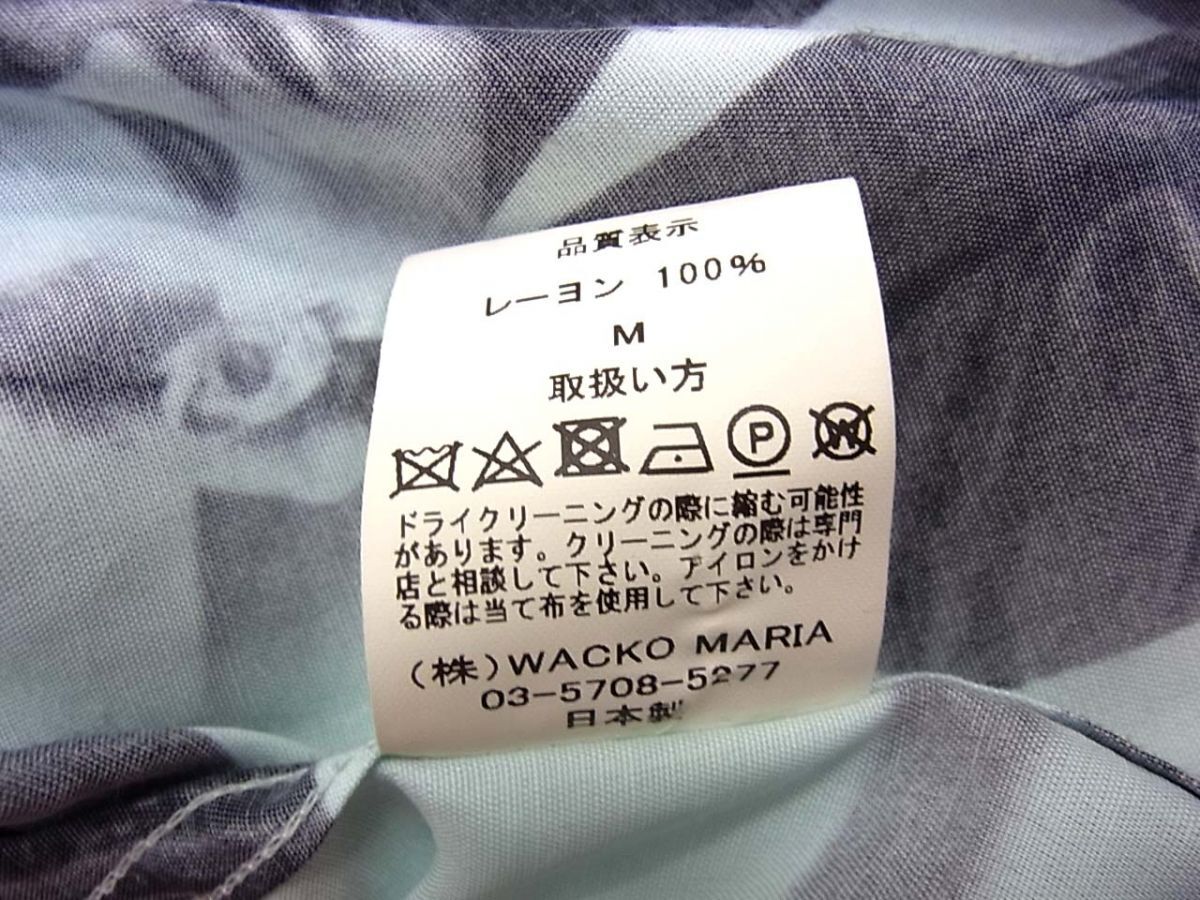 品質表示
レーヨン 100%
M
取扱い方
P W
ドライクリーニングの際に縮む可能性
があります。クリーニングの際は専門
店と相談して下さい。アイロンをかけ
る際は当て布を使用して下さい。
(株)WACKO MARIA
03-5708-5277
日本製